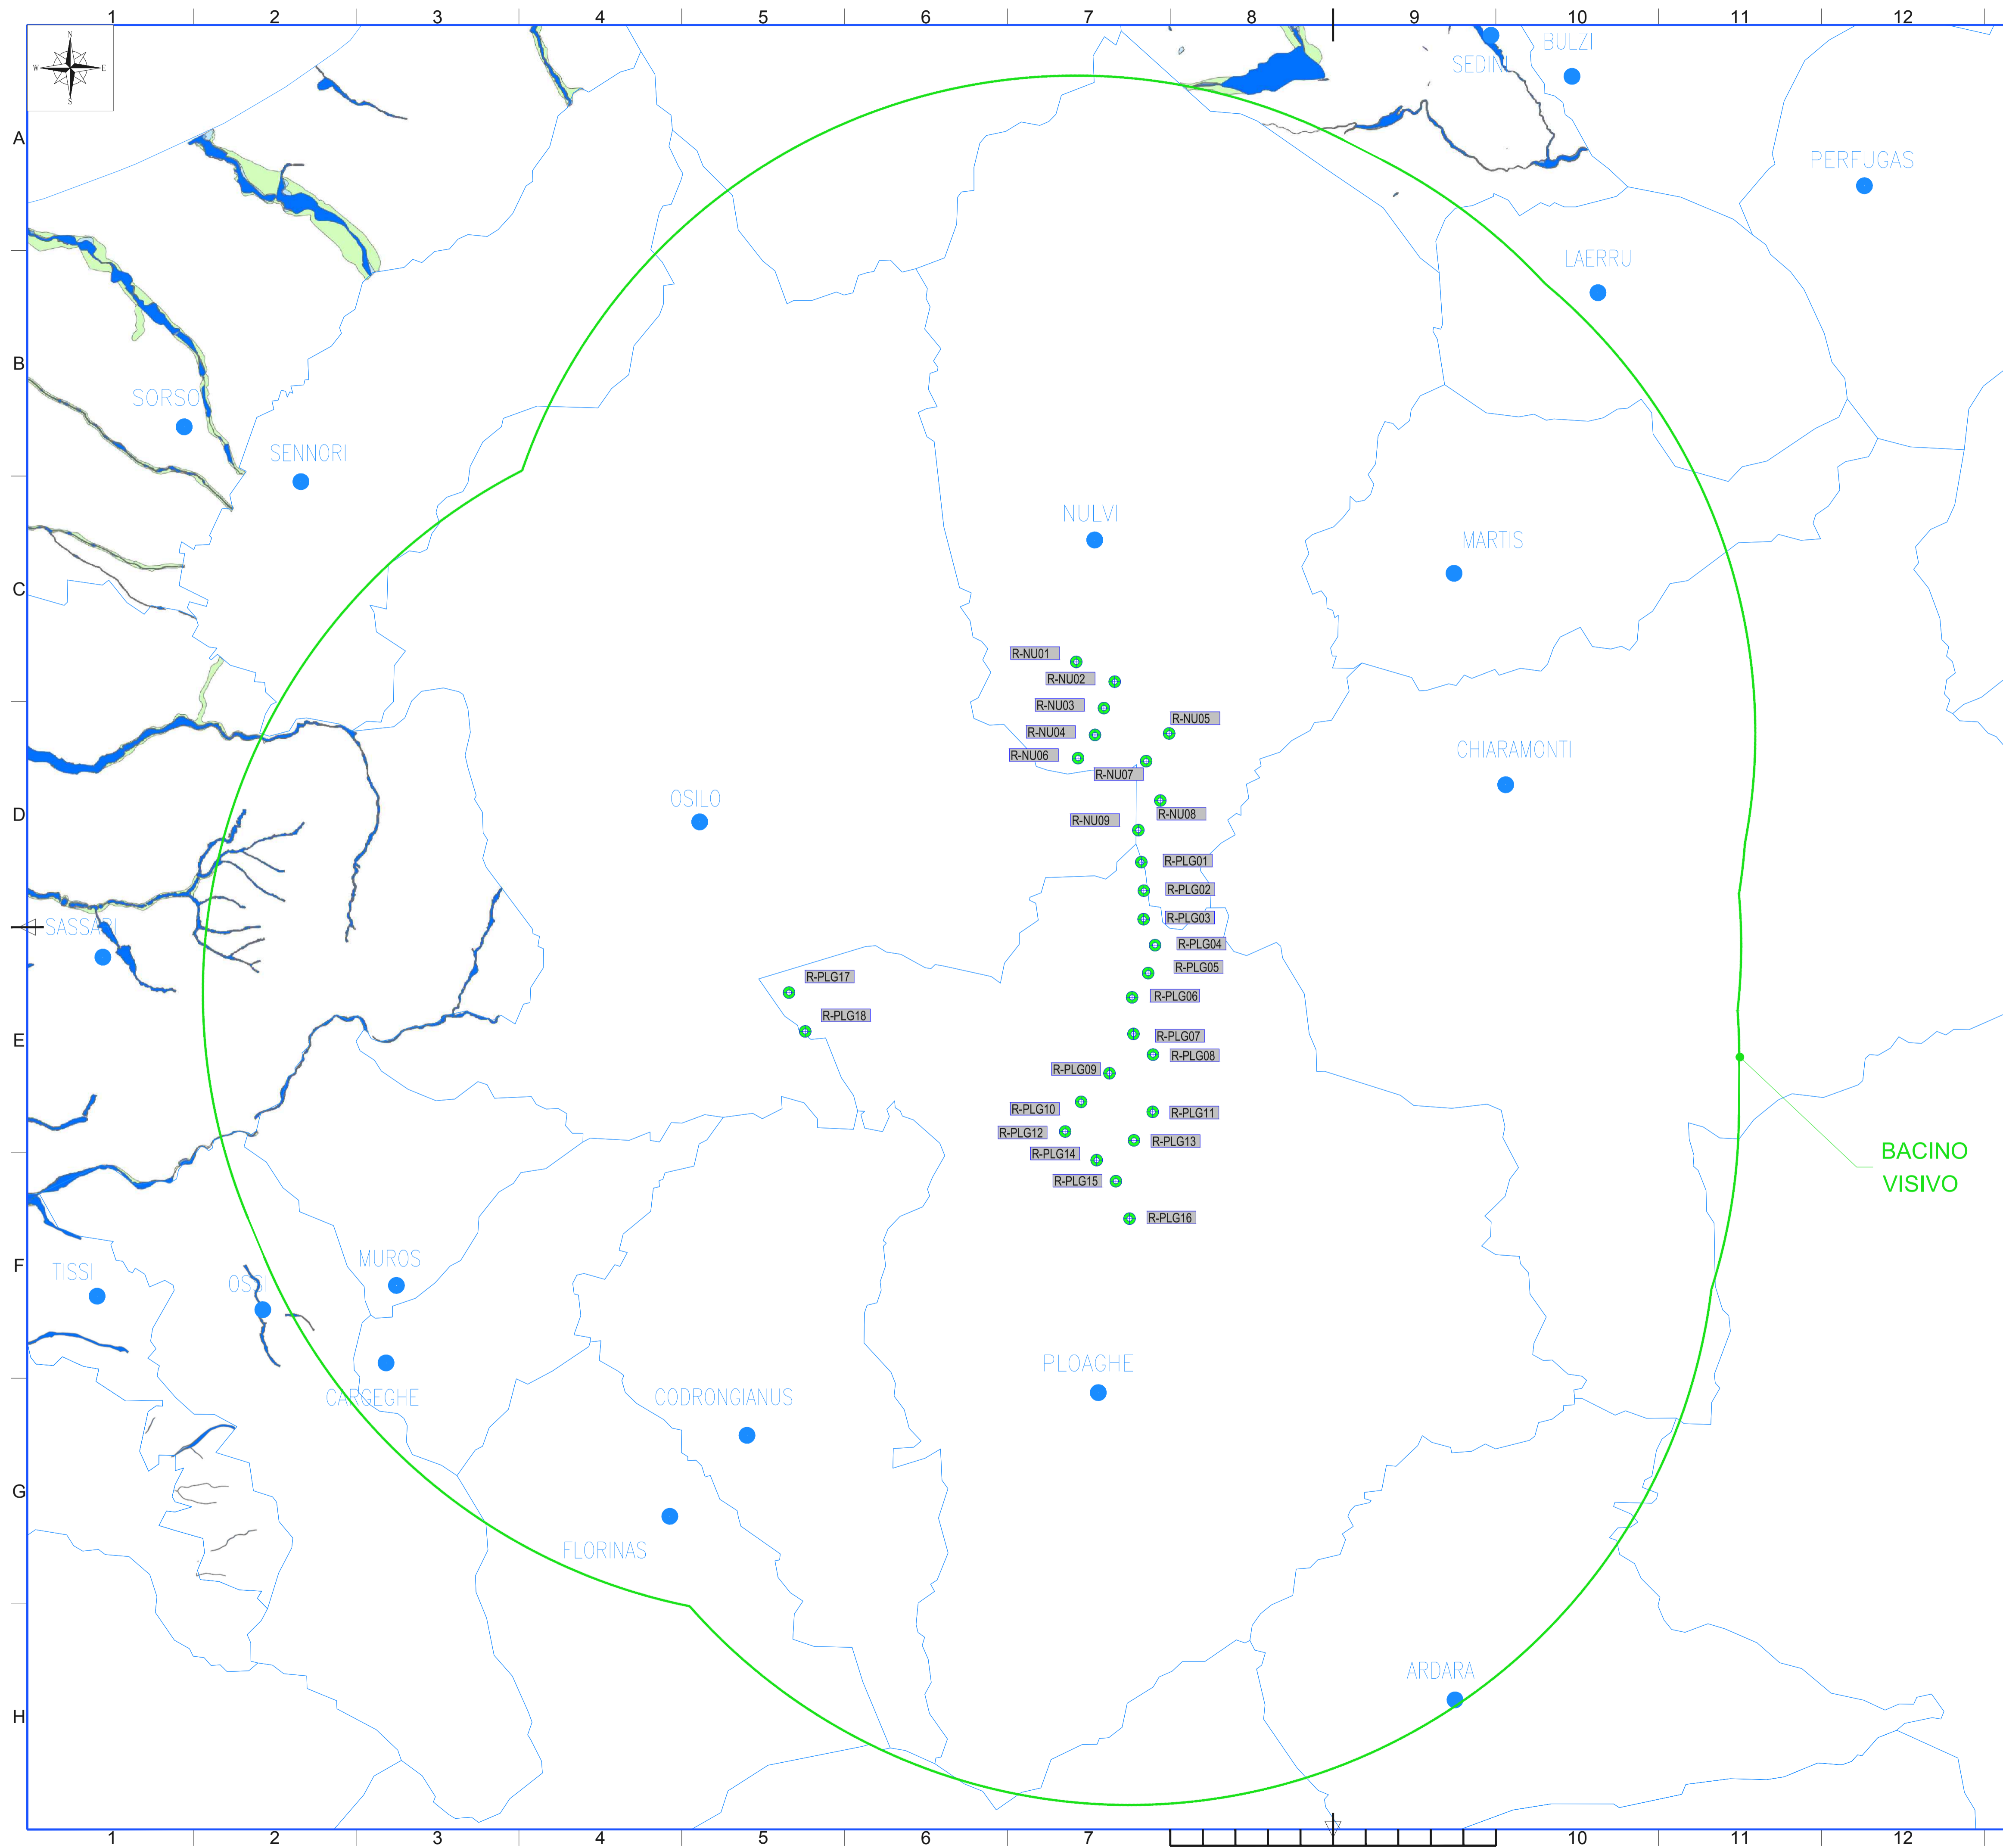 1 2 3 4 5 6 7 8 9 10 11 12
N
W E
S
BULZI
SEDINI
A
PERFUGAS
LAERRU
B
SORSO
SENNORI
NULVI
MARTIS
C
R-NU01
R-NU02
R-NU03
R-NU05
R-NU04
R-NU06
CHIARAMONTI
R-NU07
OSILO
D
R-NU08
R-NU09
R-PLG01
R-PLG02
R-PLG03
SASSARI
R-PLG04
R-PLG05
R-PLG17
R-PLG06
R-PLG18
R-PLG07
E
R-PLG08
R-PLG09
R-PLG10
R-PLG11
R-PLG12
R-PLG13
BACINO
VISIVO
R-PLG14
R-PLG15
R-PLG16
MUROS
F
TISSI
OSSI
PLOAGHE
CARGEGHE
CODRONGIANUS
G
FLORINAS
ARDARA
H
1 2 3 4 5 6 7 10 11 12